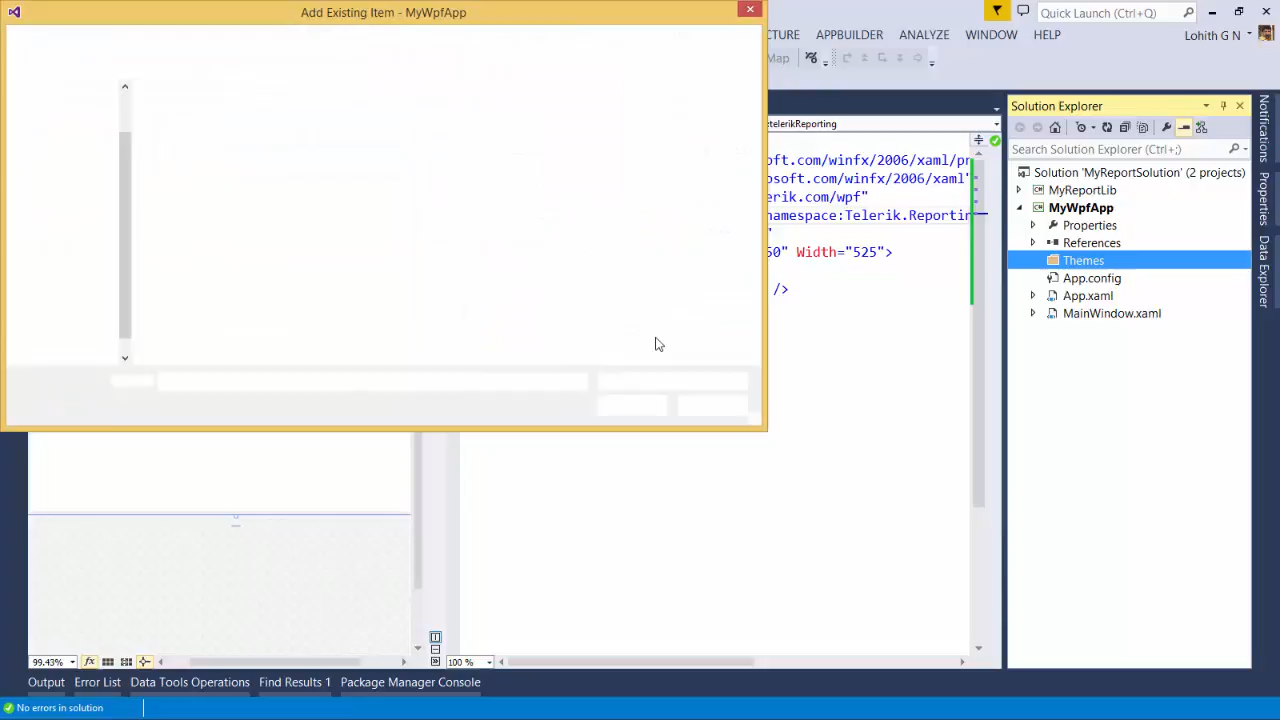 Add Existing Item - MyWpfApp
Quick Launch (Ctrl+Q)
CTURE APPBUILDER ANALYZE WINDOW HELP
Lohith G N
Map
Solution Explorer
telerikReporting
Search Solution Explorer (Ctrl+;)
soft.com/winfx/2006/xaml/pr
osoft.com/winfx/2006/xaml"
erik.com/wpf"
namespace:Telerik.Reportin
"
50" Width="525">
/>
Solution 'MyReportSolution' (2 projects)
MyReportLib
MyWpfApp
Properties
References
Themes
App.config
App.xaml
MainWindow.xaml
Notifications
Properties
Data Explorer
99.43%
fx
100 %
Output Error List Data Tools Operations Find Results 1 Package Manager Console
No errors in solution